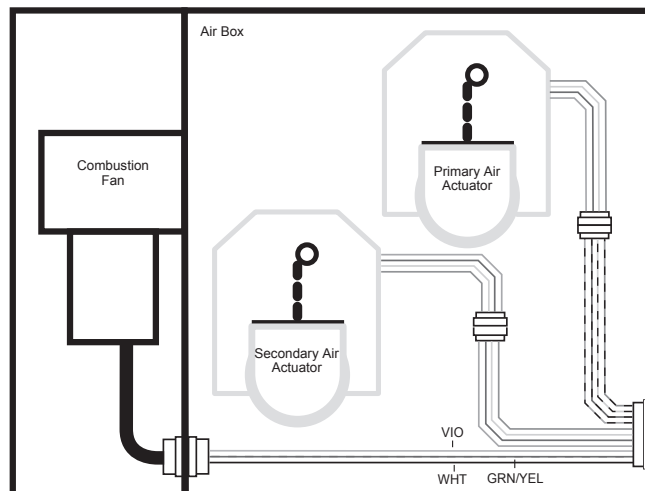 Air Box
Combustion
Fan
Primary Air
Actuator
Secondary Air
Actuator
VIO
WHT
GRN/YEL